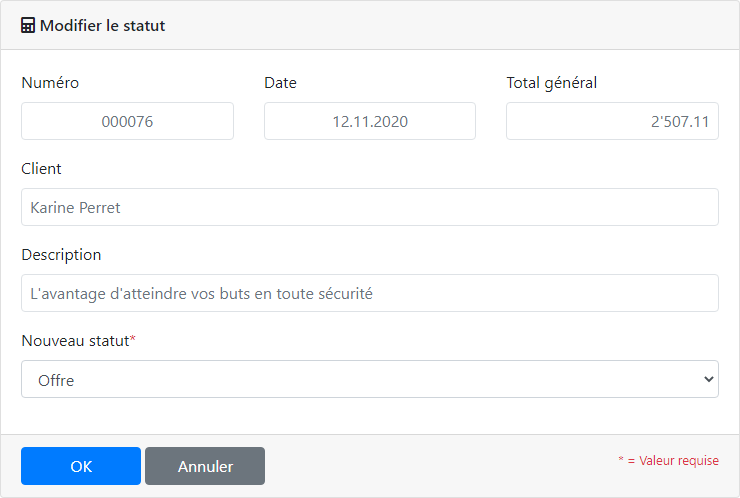 Modifier le statut
Numéro Date Total général
000076 12.11.2020 2'507.11
Client
Karine Perret
Description
L'avantage d'atteindre vos buts en toute sécurité
Nouveau statut*
Offre
OK Annuler * = Valeur requise